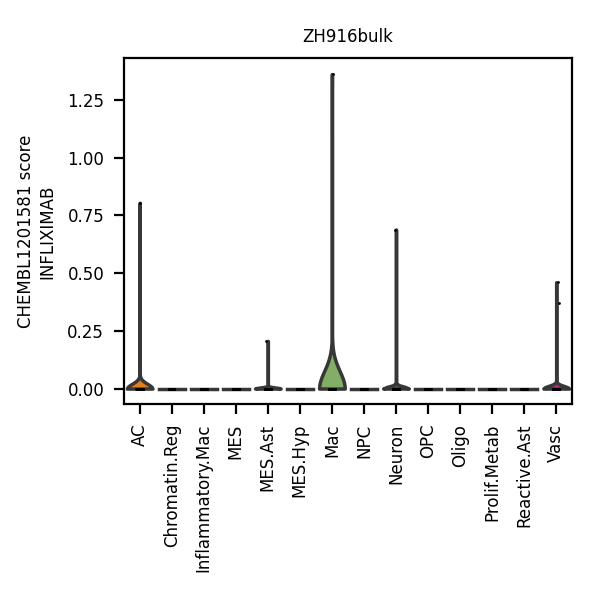 ZH916bulk
CHEMBL1201581 score
INFLIXIMAB
1.25
1.00
0.75
0.50
0.25
0.00
AC
Chromatin.Reg
Inflammatory.Mac
MES
MES.Ast
MES.Hyp
Mac
NPC
Neuron
OPC
Oligo
Prolif.Metab
Reactive.Ast
Vasc